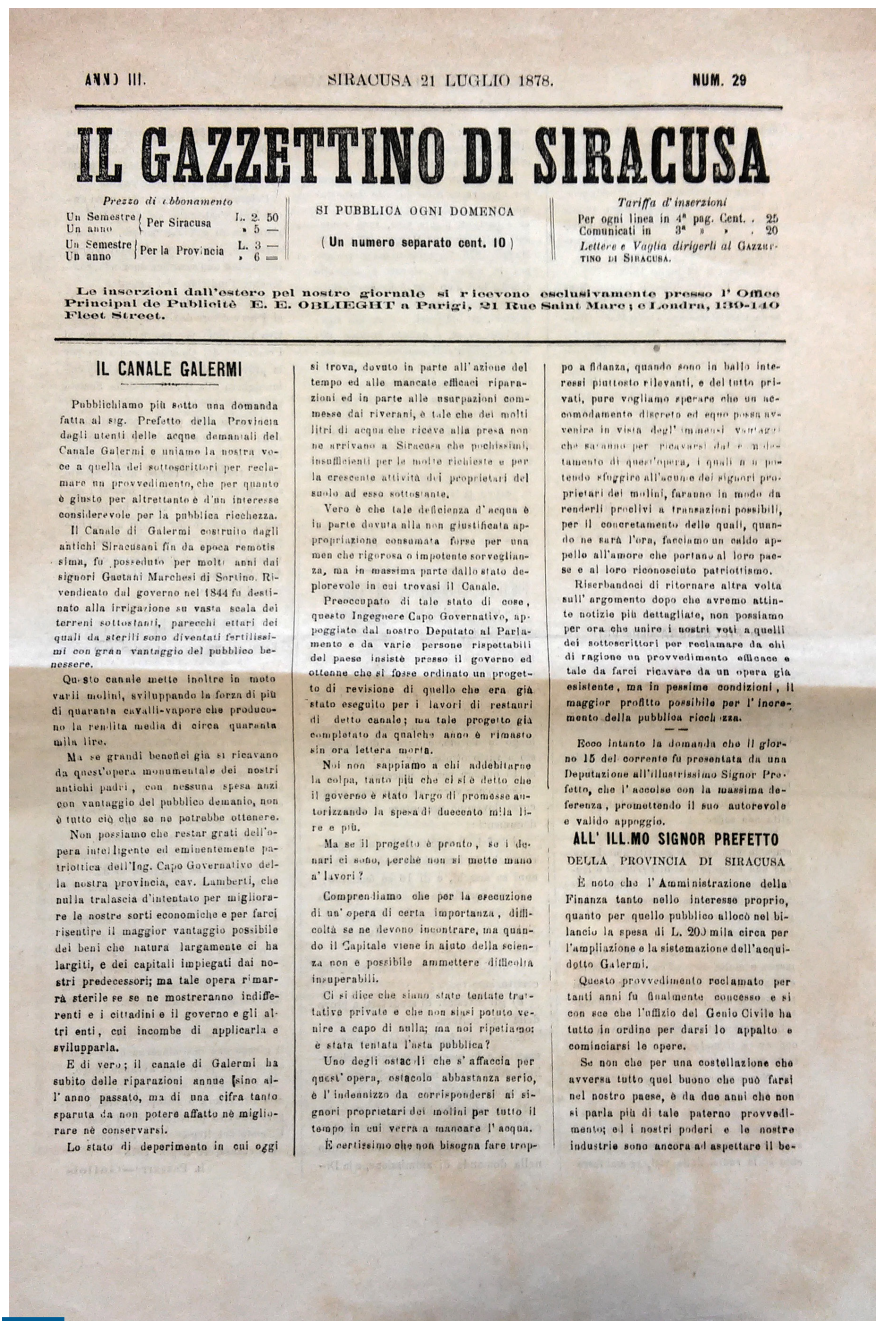 ANNO III.
SIRACUSA 21 LUGLIO 1878.
NUM. 29
IL GAZZETTINO DI SIRACUSA
Prezzo di abbonamento
Un Semestre Per Siracusa L. 2. 50
Un anno » 5 —
Un Semestre Per la Provincia L. 3 —
Un anno » 6 =
SI PUBBLICA OGNI DOMENCA
( Un numero separato cent. 10 )
Tariffa d' inserzioni
Per ogni linea in 4ª pag. Cent. . 25
Comunicati in 3ª » » . 20
Lettere e Vaglia dirigerli al GAZZET-
TINO DI SIRACUSA.
Le inserzioni dall'estero pel nostro giornale si ricevono esclusivamente presso l' Office
Principal de Publicitè E. E. OBLIEGHT a Parigi, 21 Rue Saint Marc ; e Londra, 139-140
Fleet Street.
IL CANALE GALERMI
Pubblichiamo più sotto una domanda
fatta al sig. Prefetto della Provincia
dagli utenti delle acque demaniali del
Canale Galermi e uniamo la nostra vo-
ce a quella dei sottoscrittori per recla-
mare un provvedimento, che per quanto
è giusto per altrettanto è d'un interesse
considerevole per la pubblica ricchezza.
Il Canale di Galermi costruito dagli
antichi Siracusani fin da epoca remotis
sima, fu posseduto per molti anni dai
signori Gaetani Marchesi di Sortino. Ri-
vendicato dal governo nel 1844 fu desti-
nato alla irrigazione su vasta scala dei
terreni sottostanti, parecchi ettari dei
quali da sterili sono diventati fertilissi-
mi con gran vantaggio del pubblico be-
nessere.
Questo canale mette inoltre in moto
varii molini, sviluppando la forza di più
di quaranta cavalli-vapore che produco-
no la rendita media di circa quaranta
mila lire.
Ma se grandi benefici già si ricavano
da quest'opera monumentale dei nostri
antichi padri, con nessuna spesa anzi
con vantaggio del pubblico demanio, non
è tutto ciò che se ne potrebbe ottenere.
Non possiamo che restar grati dell'o-
pera intelligente ed eminentemente pa-
triottica dell'Ing. Capo Governativo del-
la nostra provincia, cav. Lamberti, che
nulla tralascia d'intentato per migliora-
re le nostre sorti economiche e per farci
risentire il maggior vantaggio possibile
dei beni che natura largamente ci ha
largiti, e dei capitali impiegati dai no-
stri predecessori; ma tale opera rimar-
rà sterile se se ne mostreranno indiffe-
renti e i cittadini e il governo e gli al-
tri enti, cui incombe di applicarla e
svilupparla.
E di vero; il canale di Galermi ha
subito delle riparazioni annue sino al-
l' anno passato, ma di una cifra tanto
sparuta da non potere affatto nè miglio-
rare nè conservarsi.
Lo stato di deperimento in cui oggi
si trova, dovuto in parte all' azione del
tempo ed alle mancate efficaci ripara-
zioni ed in parte alle usurpazioni com-
messe dai riverani, è tale che dei molti
litri di acqua che riceve alla presa non
ne arrivano a Siracusa che pochissimi,
insufficienti per le molte richieste e per
la crescente attività dei proprietari del
suolo ad esso sottostante.
Vero è che tale deficienza d'acqua è
in parte dovuta alla non giustificata ap-
propriazione consumata forse per una
men che rigorosa o impotente sorveglian-
za, ma in massima parte dallo stato de-
plorevole in cui trovasi il Canale.
Preoccupato di tale stato di cose,
questo Ingegnere Capo Governativo, ap-
poggiato dal nostro Deputato al Parla-
mento e da varie persone rispettabili
del paese insistè presso il governo ed
ottenne che si fosse ordinato un proget-
to di revisione di quello che era già
stato eseguito per i lavori di restauri
di detto canale; ma tale progetto già
completato da qualche anno è rimasto
sin ora lettera morta.
Noi non sappiamo a chi addebitarne
la colpa, tanto più che ci si è detto che
il governo è stato largo di promesse au-
torizzando la spesa di duecento mila li-
re e più.
Ma se il progetto è pronto, se i de-
nari ci sono, perchè non si mette mano
a' lavori ?
Comprendiamo che per la esecuzione
di un' opera di certa importanza, diffi-
coltà se ne devono incontrare, ma quan-
do il Capitale viene in aiuto della scien-
za non è possibile ammettere difficoltà
insuperabili.
Ci si dice che siano state tentate trat-
tative private e che non siasi potuto ve-
nire a capo di nulla; ma noi ripetiamo;
è stata tentata l'asta pubblica?
Uno degli ostacoli che s' affaccia per
quest' opera, ostacolo abbastanza serio,
è l' indennizzo da corrispondersi ai si-
gnori proprietari dei molini per tutto il
tempo in cui verra a mancare l' acqua.
È certissimo che non bisogna fare trop-
po a fidanza, quando sono in ballo inte-
ressi piuttosto rilevanti, e del tutto pri-
vati, pure vogliamo sperare che un ac-
comodamento discreto ed equo possa av-
venire in vista degl' immensi vantaggi
che saranno per ricavarsi dal
tamento di quest'opera, i quali non po-
tendo sfuggire all'acume dei signori pro-
prietari dei molini, faranno in modo da
renderli proclivi a transazioni possibili,
per il concretamento delle quali, quan-
do ne sarà l'ora, facciamo un caldo ap-
pello all'amore che portano al loro pae-
se e al loro riconosciuto patriottismo.
Riserbandoci di ritornare altra volta
sull' argomento dopo che avremo attin-
te notizie più dettagliate, non possiamo
per ora che unire i nostri voti a quelli
dei sottoscrittori per reclamare da chi
di ragione un provvedimento efficace e
tale da farci ricavare da un opera già
esistente, ma in pessime condizioni, il
maggior profitto possibile per l' incre-
mento della pubblica ricchezza.
Ecco intanto la domanda che il gior-
no 15 del corrente fu presentata da una
Deputazione all'illustrissimo Signor Pre-
fetto, che l' accolse con la massima de-
ferenza, promettendo il suo autorevole
e valido appoggio.
ALL' ILL.MO SIGNOR PREFETTO
DELLA PROVINCIA DI SIRACUSA
È noto che l' Amministrazione della
Finanza tanto nello interesse proprio,
quanto per quello pubblico allocò nel bi-
lancio la spesa di L. 200 mila circa per
l'ampliazione e la sistemazione dell'acqui-
dotto Galermi.
Questo provvedimento reclamato per
tanti anni fu finalmente concesso e si
con sce che l'uffizio del Genio Civile ha
tutto in ordine per darsi lo appalto e
cominciarsi le opere.
Se non che per una costellazione che
avversa tutto quel buono che può farsi
nel nostro paese, è da due anni che non
si parla più di tale paterno provvedi-
mento; ed i nostri poderi e le nostre
industrie sono ancora ad aspettare il be-